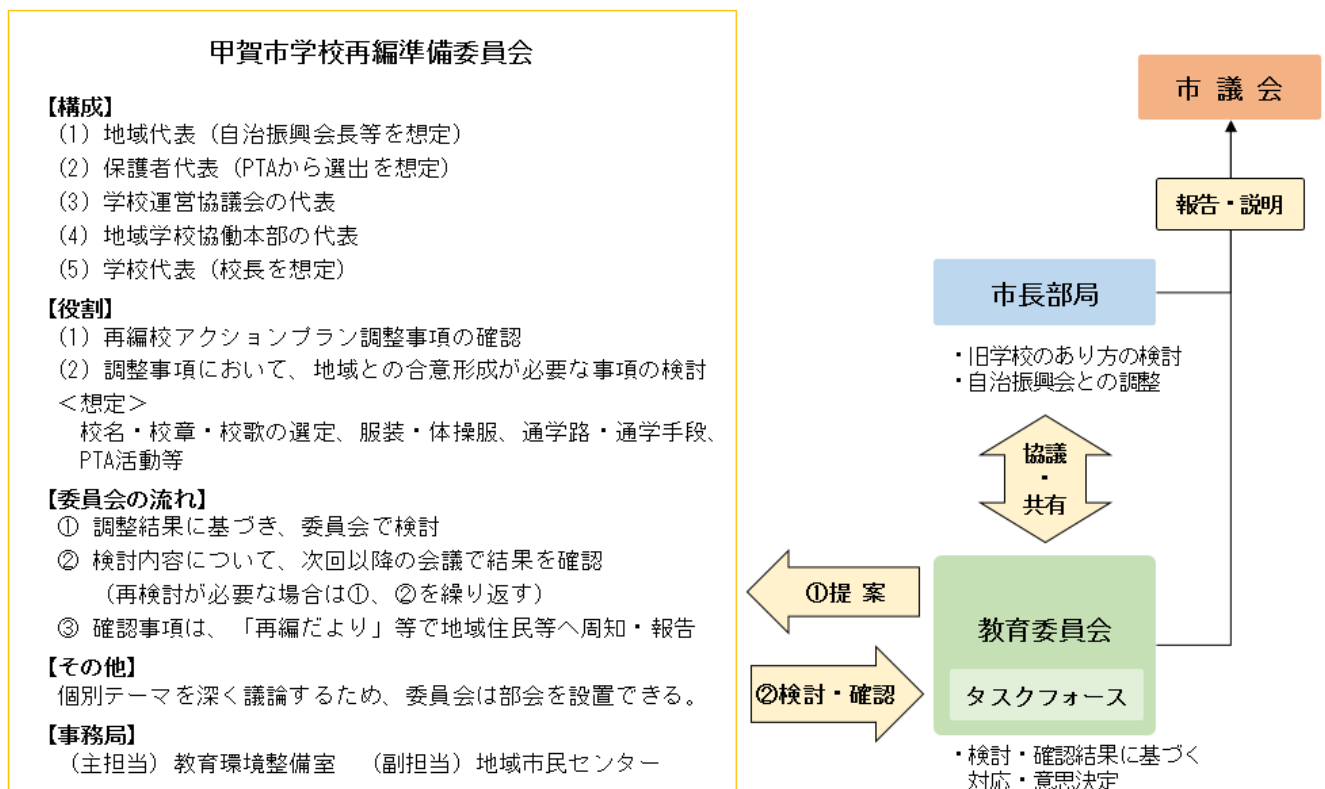 甲賀市学校再編準備委員会
【構成】
(1) 地域代表（自治振興会長等を想定）
(2) 保護者代表（PTAから選出を想定）
(3) 学校運営協議会の代表
(4) 地域学校協働本部の代表
(5) 学校代表（校長を想定）
【役割】
(1) 再編校アクションプラン調整事項の確認
(2) 調整事項において、地域との合意形成が必要な事項の検討
＜想定＞
校名・校章・校歌の選定、服装・体操服、通学路・通学手段、
PTA活動等
【委員会の流れ】
① 調整結果に基づき、委員会で検討
② 検討内容について、次回以降の会議で結果を確認
（再検討が必要な場合は①、②を繰り返す）
③ 確認事項は、「再編だより」等で地域住民等へ周知・報告
【その他】
個別テーマを深く議論するため、委員会は部会を設置できる。
【事務局】
（主担当）教育環境整備室　（副担当）地域市民センター
市 議 会
報告・説明
市長部局
・旧学校のあり方の検討
・自治振興会との調整
協議
・
共有
①提 案
②検討・確認
教育委員会
タスクフォース
・検討・確認結果に基づく
対応・意思決定